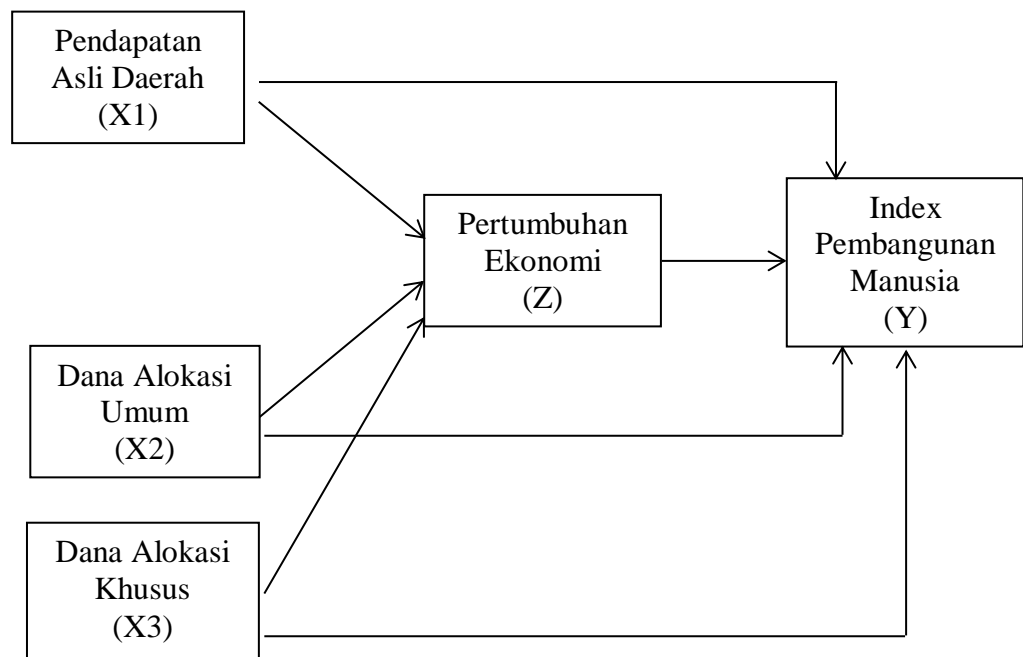 Pendapatan
Asli Daerah
(X1)
Pertumbuhan
Ekonomi
(Z)
Index
Pembangunan
Manusia
(Y)
Dana Alokasi
Umum
(X2)
Dana Alokasi
Khusus
(X3)